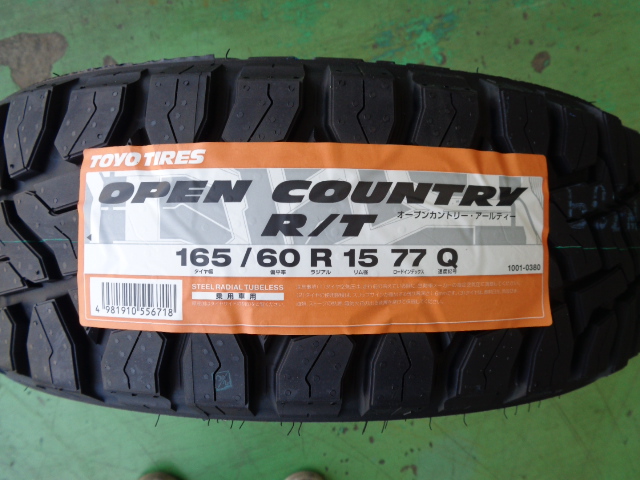 TOYO TIRES
OPEN COUNTRY
R/T
オープンカントリー・アールティー
165/60 R 15 77 Q
タイヤ幅 偏平率 ラジアル リム径 ロードインデックス 速度記号
1001-0380
STEEL RADIAL TUBELESS
乗用車用
4 981910 556718